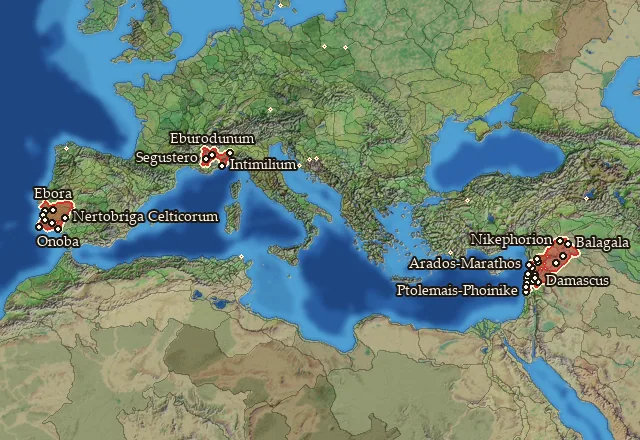 Eburodunum
Segustero
Intimilium
Ebora
Nertobriga Celticorum
Onoba
Nikephorion
Balagala
Arados-Marathos
Damascus
Ptolemais-Phoinike